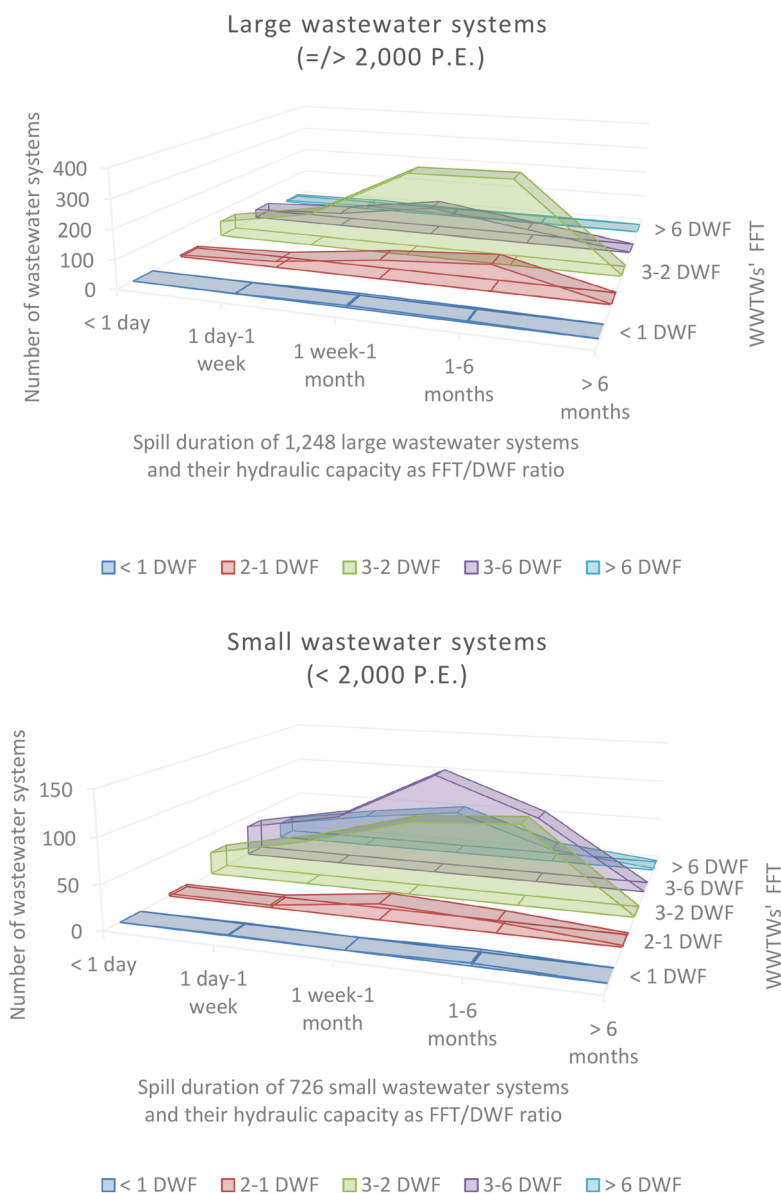 Large wastewater systems
(=/> 2,000 P.E.)
Number of wastewater systems
400
300
200
100
0
< 1 day
1 day-1
week
1 week-1
month
1-6
months
> 6
months
> 6 DWF
3-2 DWF
< 1 DWF
WWTWs' FFT
Spill duration of 1,248 large wastewater systems
and their hydraulic capacity as FFT/DWF ratio
< 1 DWF 2-1 DWF 3-2 DWF 3-6 DWF > 6 DWF
Small wastewater systems
(< 2,000 P.E.)
Number of wastewater systems
150
100
50
0
< 1 day
1 day-1
week
1 week-1
month
1-6
months
> 6
months
> 6 DWF
3-6 DWF
3-2 DWF
2-1 DWF
< 1 DWF
WWTWs' FFT
Spill duration of 726 small wastewater systems
and their hydraulic capacity as FFT/DWF ratio
< 1 DWF 2-1 DWF 3-2 DWF 3-6 DWF > 6 DWF